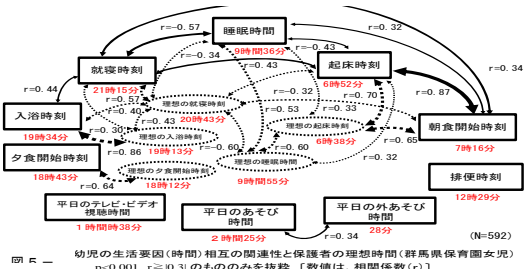 r=-0.57
睡眠時間
9時間36分
r=0.32
r=-0.34
r=-0.43
r=0.43
就寝時刻
21時15分
起床時刻
6時52分
r=0.34
r=0.44
r=0.57
r=0.40
理想の就寝時刻
20時43分
r=-0.32
r=0.70
r=0.87
r=0.53
r=0.33
入浴時刻
19時34分
r=0.43
r=0.30
理想の入浴時刻
19時13分
理想の起床時刻
6時38分
朝食開始時刻
7時16分
r=0.65
r=0.86
r=-0.60
r=0.60
夕食開始時刻
18時43分
理想の夕食開始時刻
18時12分
理想の睡眠時間
9時間55分
r=0.32
r=0.64
排便時刻
12時29分
平日のテレビ・ビデオ
視聴時間
1時間時38分
平日のあそび
時間
2時間25分
平日の外あそび
時間
28分
r=0.34
(N=592)
図5－ 幼児の生活要因(時間)相互の関連性と保護者の理想時間(群馬県保育園女児)
p<0.001、r≧|0.3|のもののみを抜粋 [数値は、相関係数(r)]